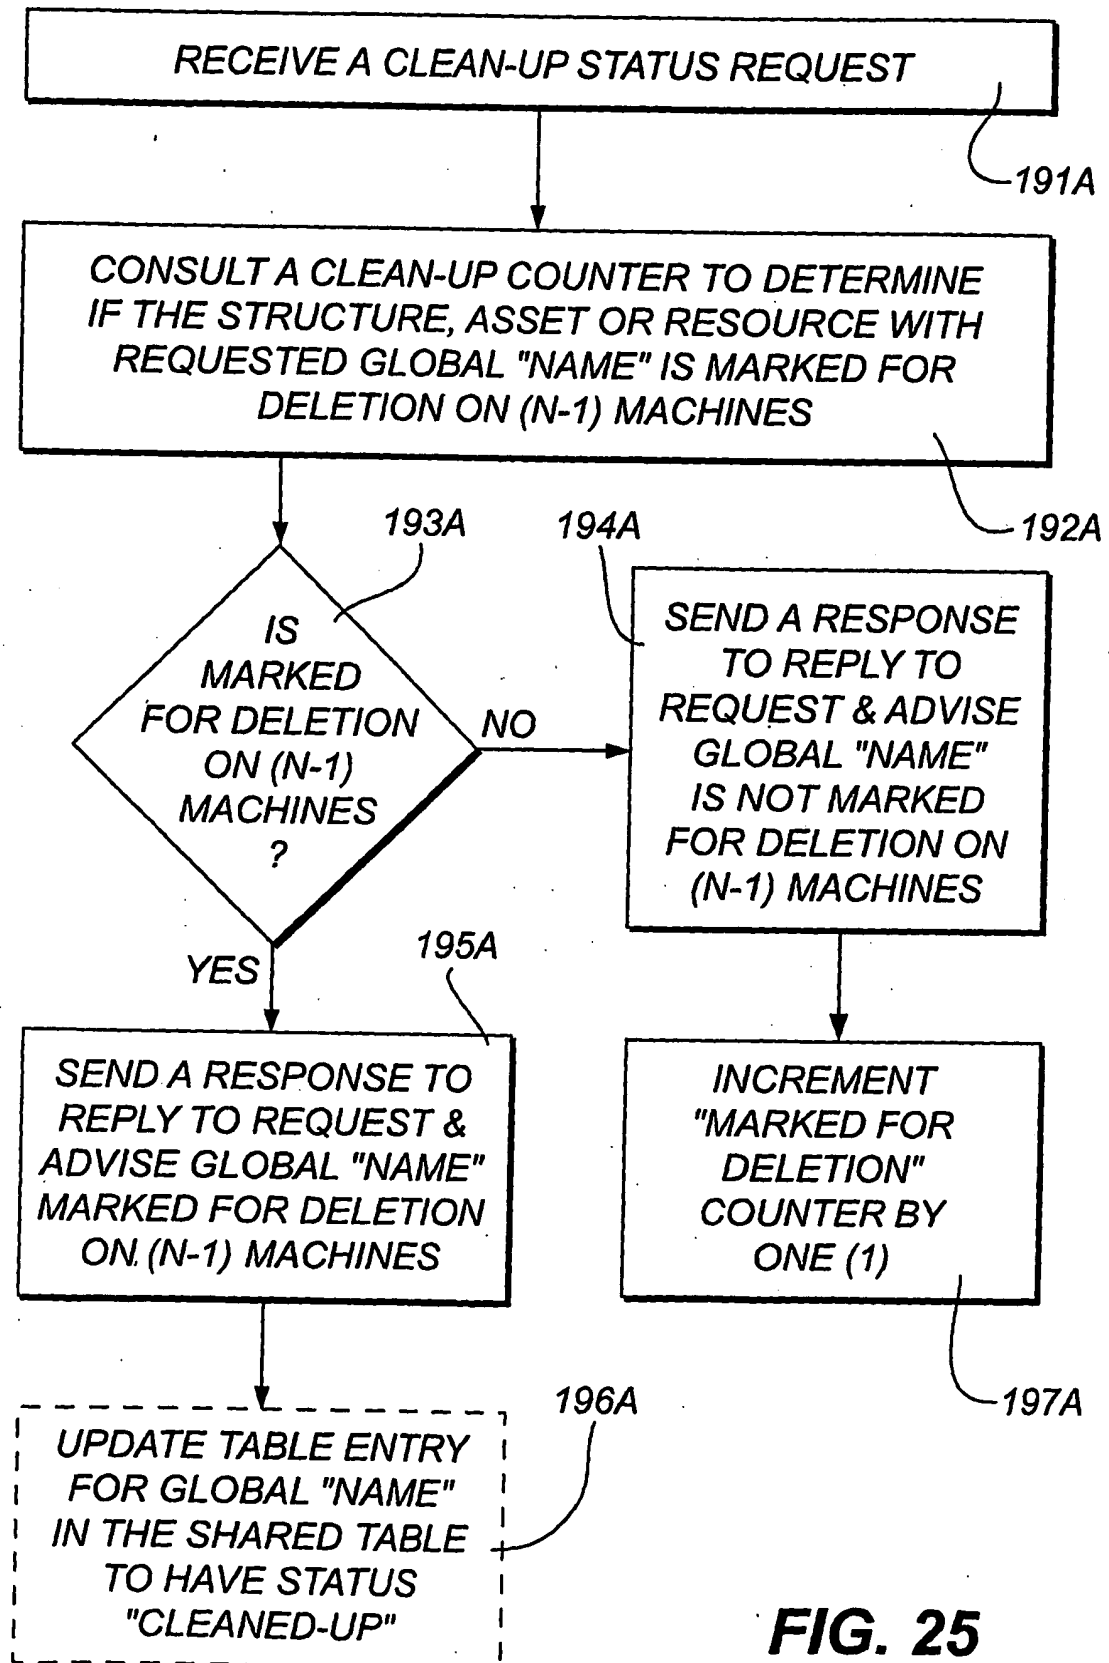 RECEIVE A CLEAN-UP STATUS REQUEST
191A
CONSULT A CLEAN-UP COUNTER TO DETERMINE
IF THE STRUCTURE, ASSET OR RESOURCE WITH
REQUESTED GLOBAL "NAME" IS MARKED FOR
DELETION ON (N-1) MACHINES
192A
193A
IS
MARKED
FOR DELETION
ON (N-1)
MACHINES
?
NO
YES
194A
SEND A RESPONSE
TO REPLY TO
REQUEST & ADVISE
GLOBAL "NAME"
IS NOT MARKED
FOR DELETION ON
(N-1) MACHINES
195A
SEND A RESPONSE TO
REPLY TO REQUEST &
ADVISE GLOBAL "NAME"
MARKED FOR DELETION
ON (N-1) MACHINES
INCREMENT
"MARKED FOR
DELETION"
COUNTER BY
ONE (1)
197A
196A
UPDATE TABLE ENTRY
FOR GLOBAL "NAME"
IN THE SHARED TABLE
TO HAVE STATUS
"CLEANED-UP"
FIG. 25